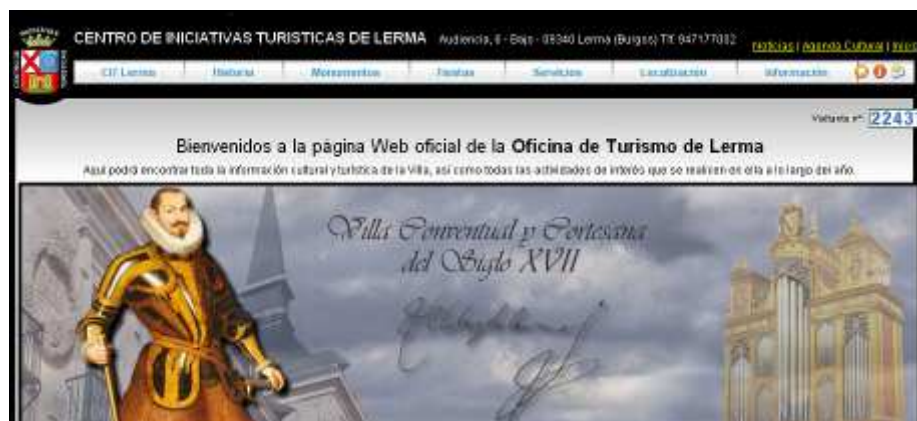 CENTRO DE INICIATIVAS TURISTICAS DE LERMA Audiencia, 6 - Bajo - 09340 Lerma (Burgos) Tlf. 947177002
Noticias | Agenda Cultural | Inicio
CIT Lerma Historia Monumentos Fiestas Servicios Localización Información
Visitante nº: 2243
Bienvenidos a la página Web oficial de la Oficina de Turismo de Lerma
Aquí podrá encontrar toda la información cultural y turística de la Villa, así como todas las actividades de interés que se realicen en ella a lo largo del año.
Villa Conventual y Cortesana
del Siglo XVII